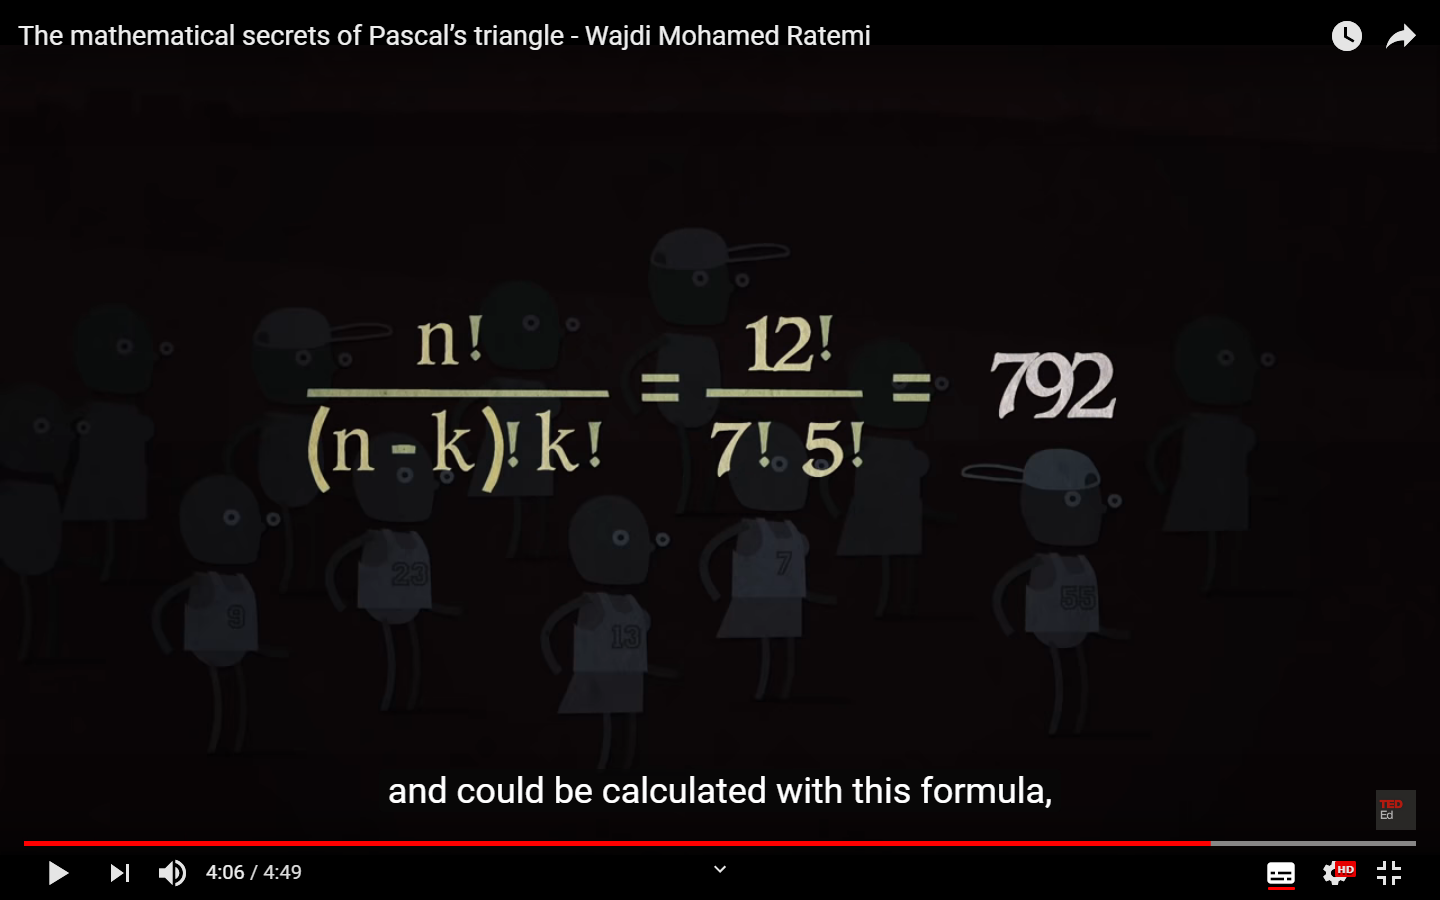 The mathematical secrets of Pascal’s triangle - Wajdi Mohamed Ratemi
n! / (n - k)! k! = 12! / 7! 5! = 792
23
7
55
9
13
and could be calculated with this formula,
TED
Ed
4:06 / 4:49
HD